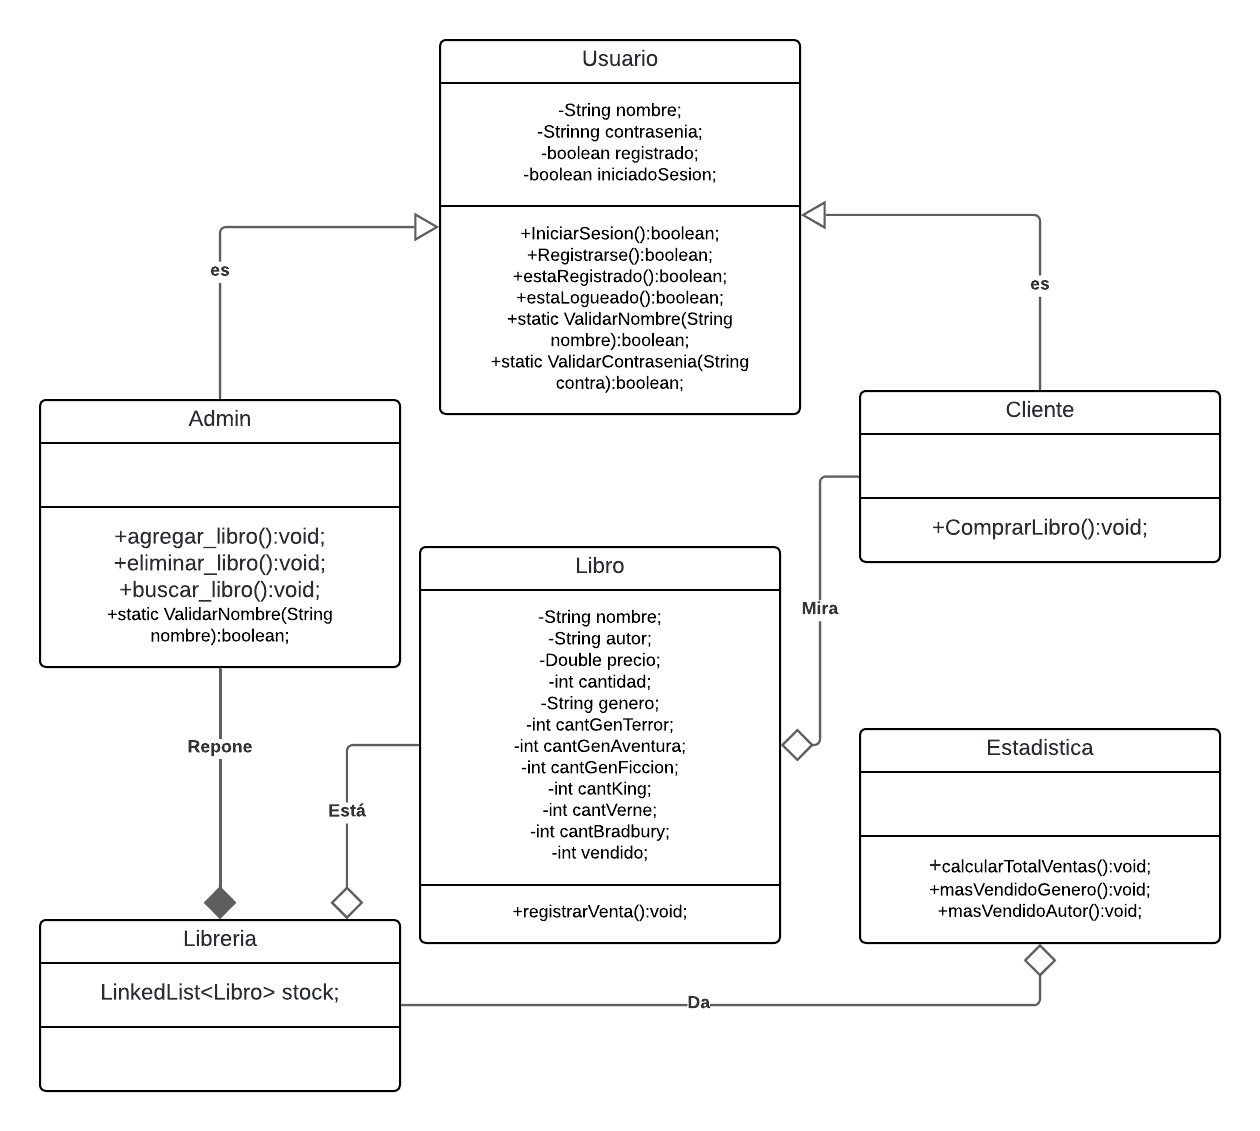 Usuario
-String nombre;
-Strinng contrasenia;
-boolean registrado;
-boolean iniciadoSesion;
+IniciarSesion():boolean;
+Registrarse():boolean;
+estaRegistrado():boolean;
+estaLogueado():boolean;
+static ValidarNombre(String
nombre):boolean;
+static ValidarContrasenia(String
contra):boolean;
es
es
Admin
+agregar_libro():void;
+eliminar_libro():void;
+buscar_libro():void;
+static ValidarNombre(String
nombre):boolean;
Cliente
+ComprarLibro():void;
Mira
Libro
-String nombre;
-String autor;
-Double precio;
-int cantidad;
-String genero;
-int cantGenTerror;
-int cantGenAventura;
-int cantGenFiccion;
-int cantKing;
-int cantVerne;
-int cantBradbury;
-int vendido;
+registrarVenta():void;
Repone
Está
Estadistica
+calcularTotalVentas():void;
+masVendidoGenero():void;
+masVendidoAutor():void;
Libreria
LinkedList<Libro> stock;
Da